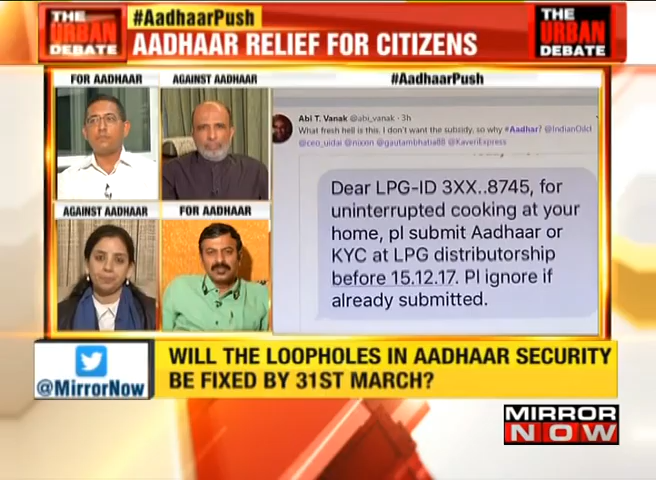 THE URBAN DEBATE
#AadhaarPush
AADHAAR RELIEF FOR CITIZENS
THE URBAN DEBATE
FOR AADHAAR
AGAINST AADHAAR
#AadhaarPush
AGAINST AADHAAR
FOR AADHAAR
Abi T. Vanak @abi_vanak · 3h
What fresh hell is this. I don't want the subsidy, so why #Aadhar? @IndianOilcl
@ceo_uidai @nixxin @gautambhatia88 @KaveriExpress
Dear LPG-ID 3XX..8745, for
uninterrupted cooking at your
home, pl submit Aadhaar or
KYC at LPG distributorship
before 15.12.17. Pl ignore if
already submitted.
@MirrorNow
WILL THE LOOPHOLES IN AADHAAR SECURITY
BE FIXED BY 31ST MARCH?
MIRROR
NOW